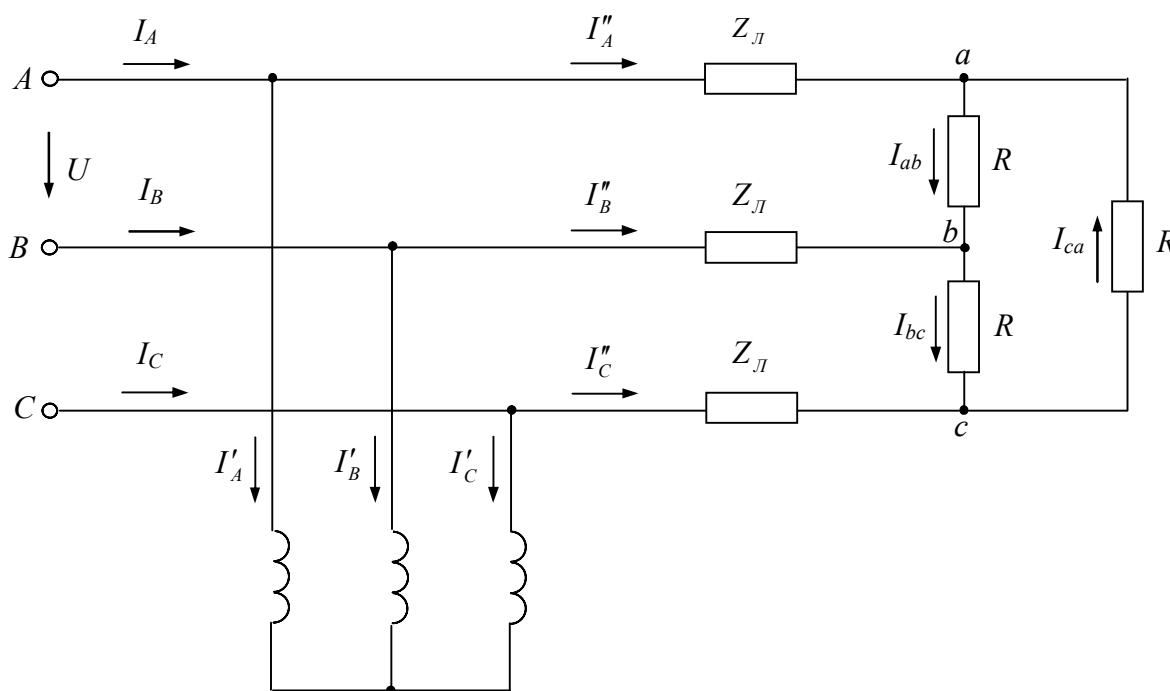 I_A I″_A Z_Л a
A
U I_ab R
I_B I″_B Z_Л
B b I_ca R
I_bc R
I_C I″_C Z_Л
C c
I′_A I′_B I′_C